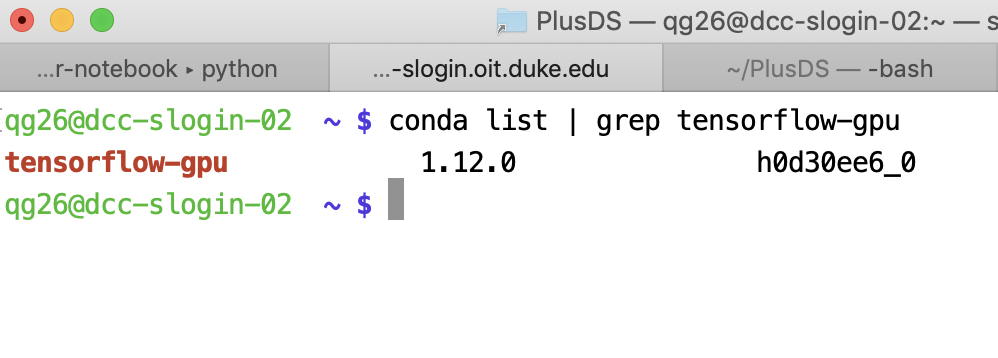 PlusDS — qg26@dcc-slogin-02:~ — s
...r-notebook ▸ python
...-slogin.oit.duke.edu
~/PlusDS — -bash
[qg26@dcc-slogin-02 ~ $ conda list | grep tensorflow-gpu
tensorflow-gpu 1.12.0 h0d30ee6_0
qg26@dcc-slogin-02 ~ $